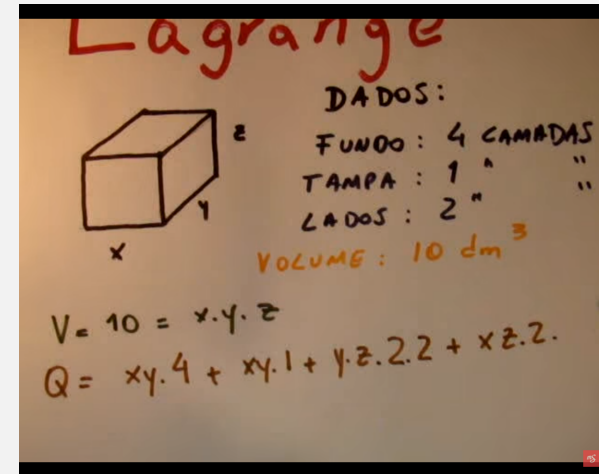 Lagrange
DADOS:
FUNDO : 4 CAMADAS
TAMPA : 1 " "
LADOS : 2 " "
VOLUME : 10 dm³
z
y
x
V = 10 = x.y.z
Q = xy.4 + xy.1 + y.z.2.2 + xz.2.